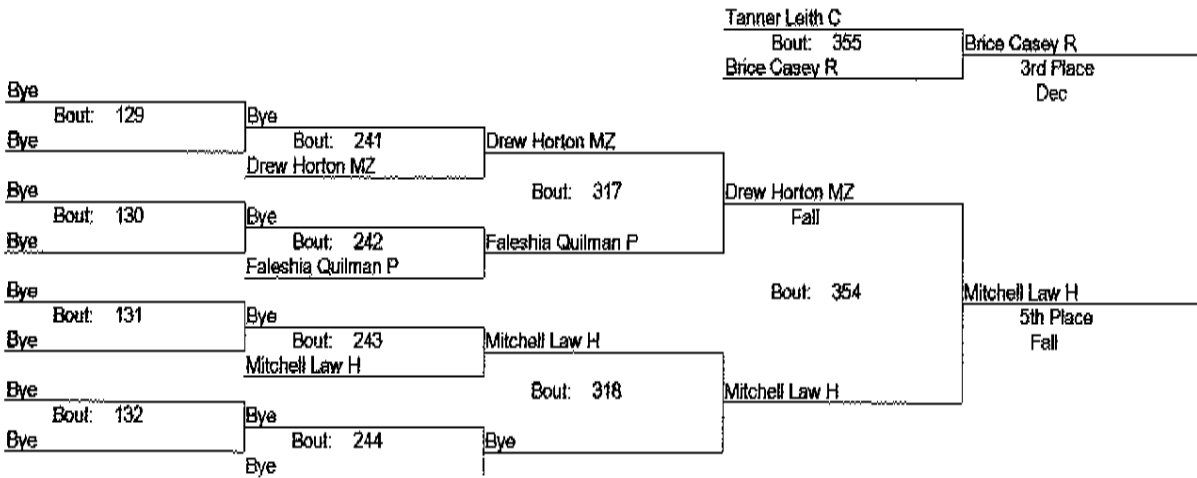 Tanner Leith C
Bout: 355
Brice Casey R
Brice Casey R
3rd Place
Dec
Bye
Bout: 129
Bye
Bye
Bout: 241
Drew Horton MZ
Drew Horton MZ
Bout: 317
Bye
Bout: 130
Bye
Bye
Bout: 242
Faleshia Quilman P
Faleshia Quilman P
Drew Horton MZ
Fall
Bout: 354
Mitchell Law H
5th Place
Fall
Bye
Bout: 131
Bye
Bye
Bout: 243
Mitchell Law H
Mitchell Law H
Bout: 318
Mitchell Law H
Bye
Bout: 132
Bye
Bye
Bout: 244
Bye
Bye